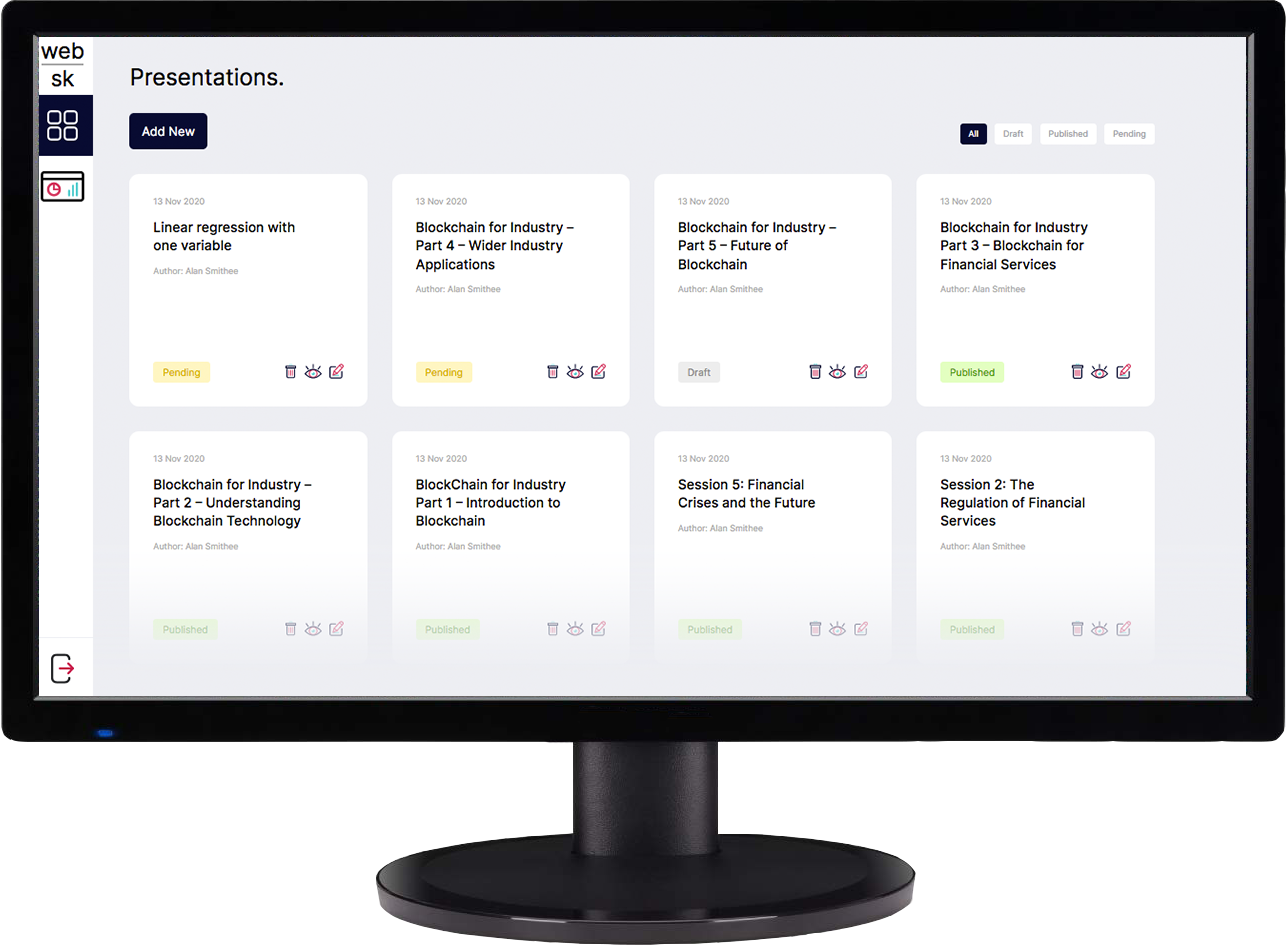 web
sk
Presentations.
Add New
All
Draft
Published
Pending
13 Nov 2020
Linear regression with
one variable
Author: Alan Smithee
Pending
13 Nov 2020
Blockchain for Industry –
Part 4 – Wider Industry
Applications
Author: Alan Smithee
Pending
13 Nov 2020
Blockchain for Industry –
Part 5 – Future of
Blockchain
Author: Alan Smithee
Draft
13 Nov 2020
Blockchain for Industry
Part 3 – Blockchain for
Financial Services
Author: Alan Smithee
Published
13 Nov 2020
Blockchain for Industry –
Part 2 – Understanding
Blockchain Technology
Author: Alan Smithee
Published
13 Nov 2020
BlockChain for Industry
Part 1 – Introduction to
Blockchain
Author: Alan Smithee
Published
13 Nov 2020
Session 5: Financial
Crises and the Future
Author: Alan Smithee
Published
13 Nov 2020
Session 2: The
Regulation of Financial
Services
Author: Alan Smithee
Published